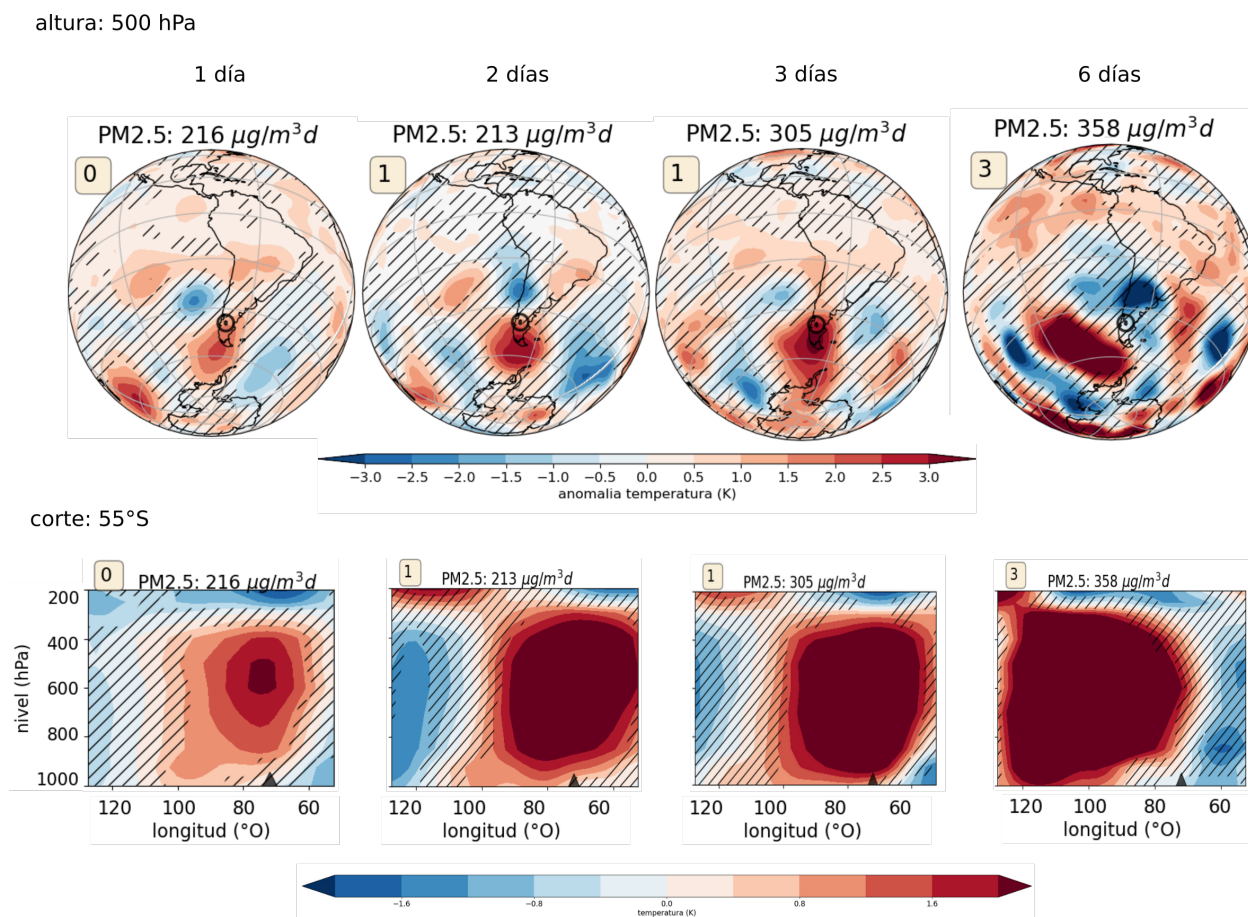 altura: 500 hPa
1 día 2 días 3 días 6 días
PM2.5: 216 μg/m³d PM2.5: 213 μg/m³d PM2.5: 305 μg/m³d PM2.5: 358 μg/m³d
0 1 1 3
−3.0 −2.5 −2.0 −1.5 −1.0 −0.5 0.0 0.5 1.0 1.5 2.0 2.5 3.0
anomalia temperatura (K)
corte: 55°S
0 PM2.5: 216 μg/m³d 1 PM2.5: 213 μg/m³d 1 PM2.5: 305 μg/m³d 3 PM2.5: 358 μg/m³d
200
400
600
800
1000
nivel (hPa)
120 100 80 60 120 100 80 60 120 100 80 60 120 100 80 60
longitud (°O) longitud (°O) longitud (°O) longitud (°O)
−1.6 −0.8 0.0 0.8 1.6
temperatura (K)